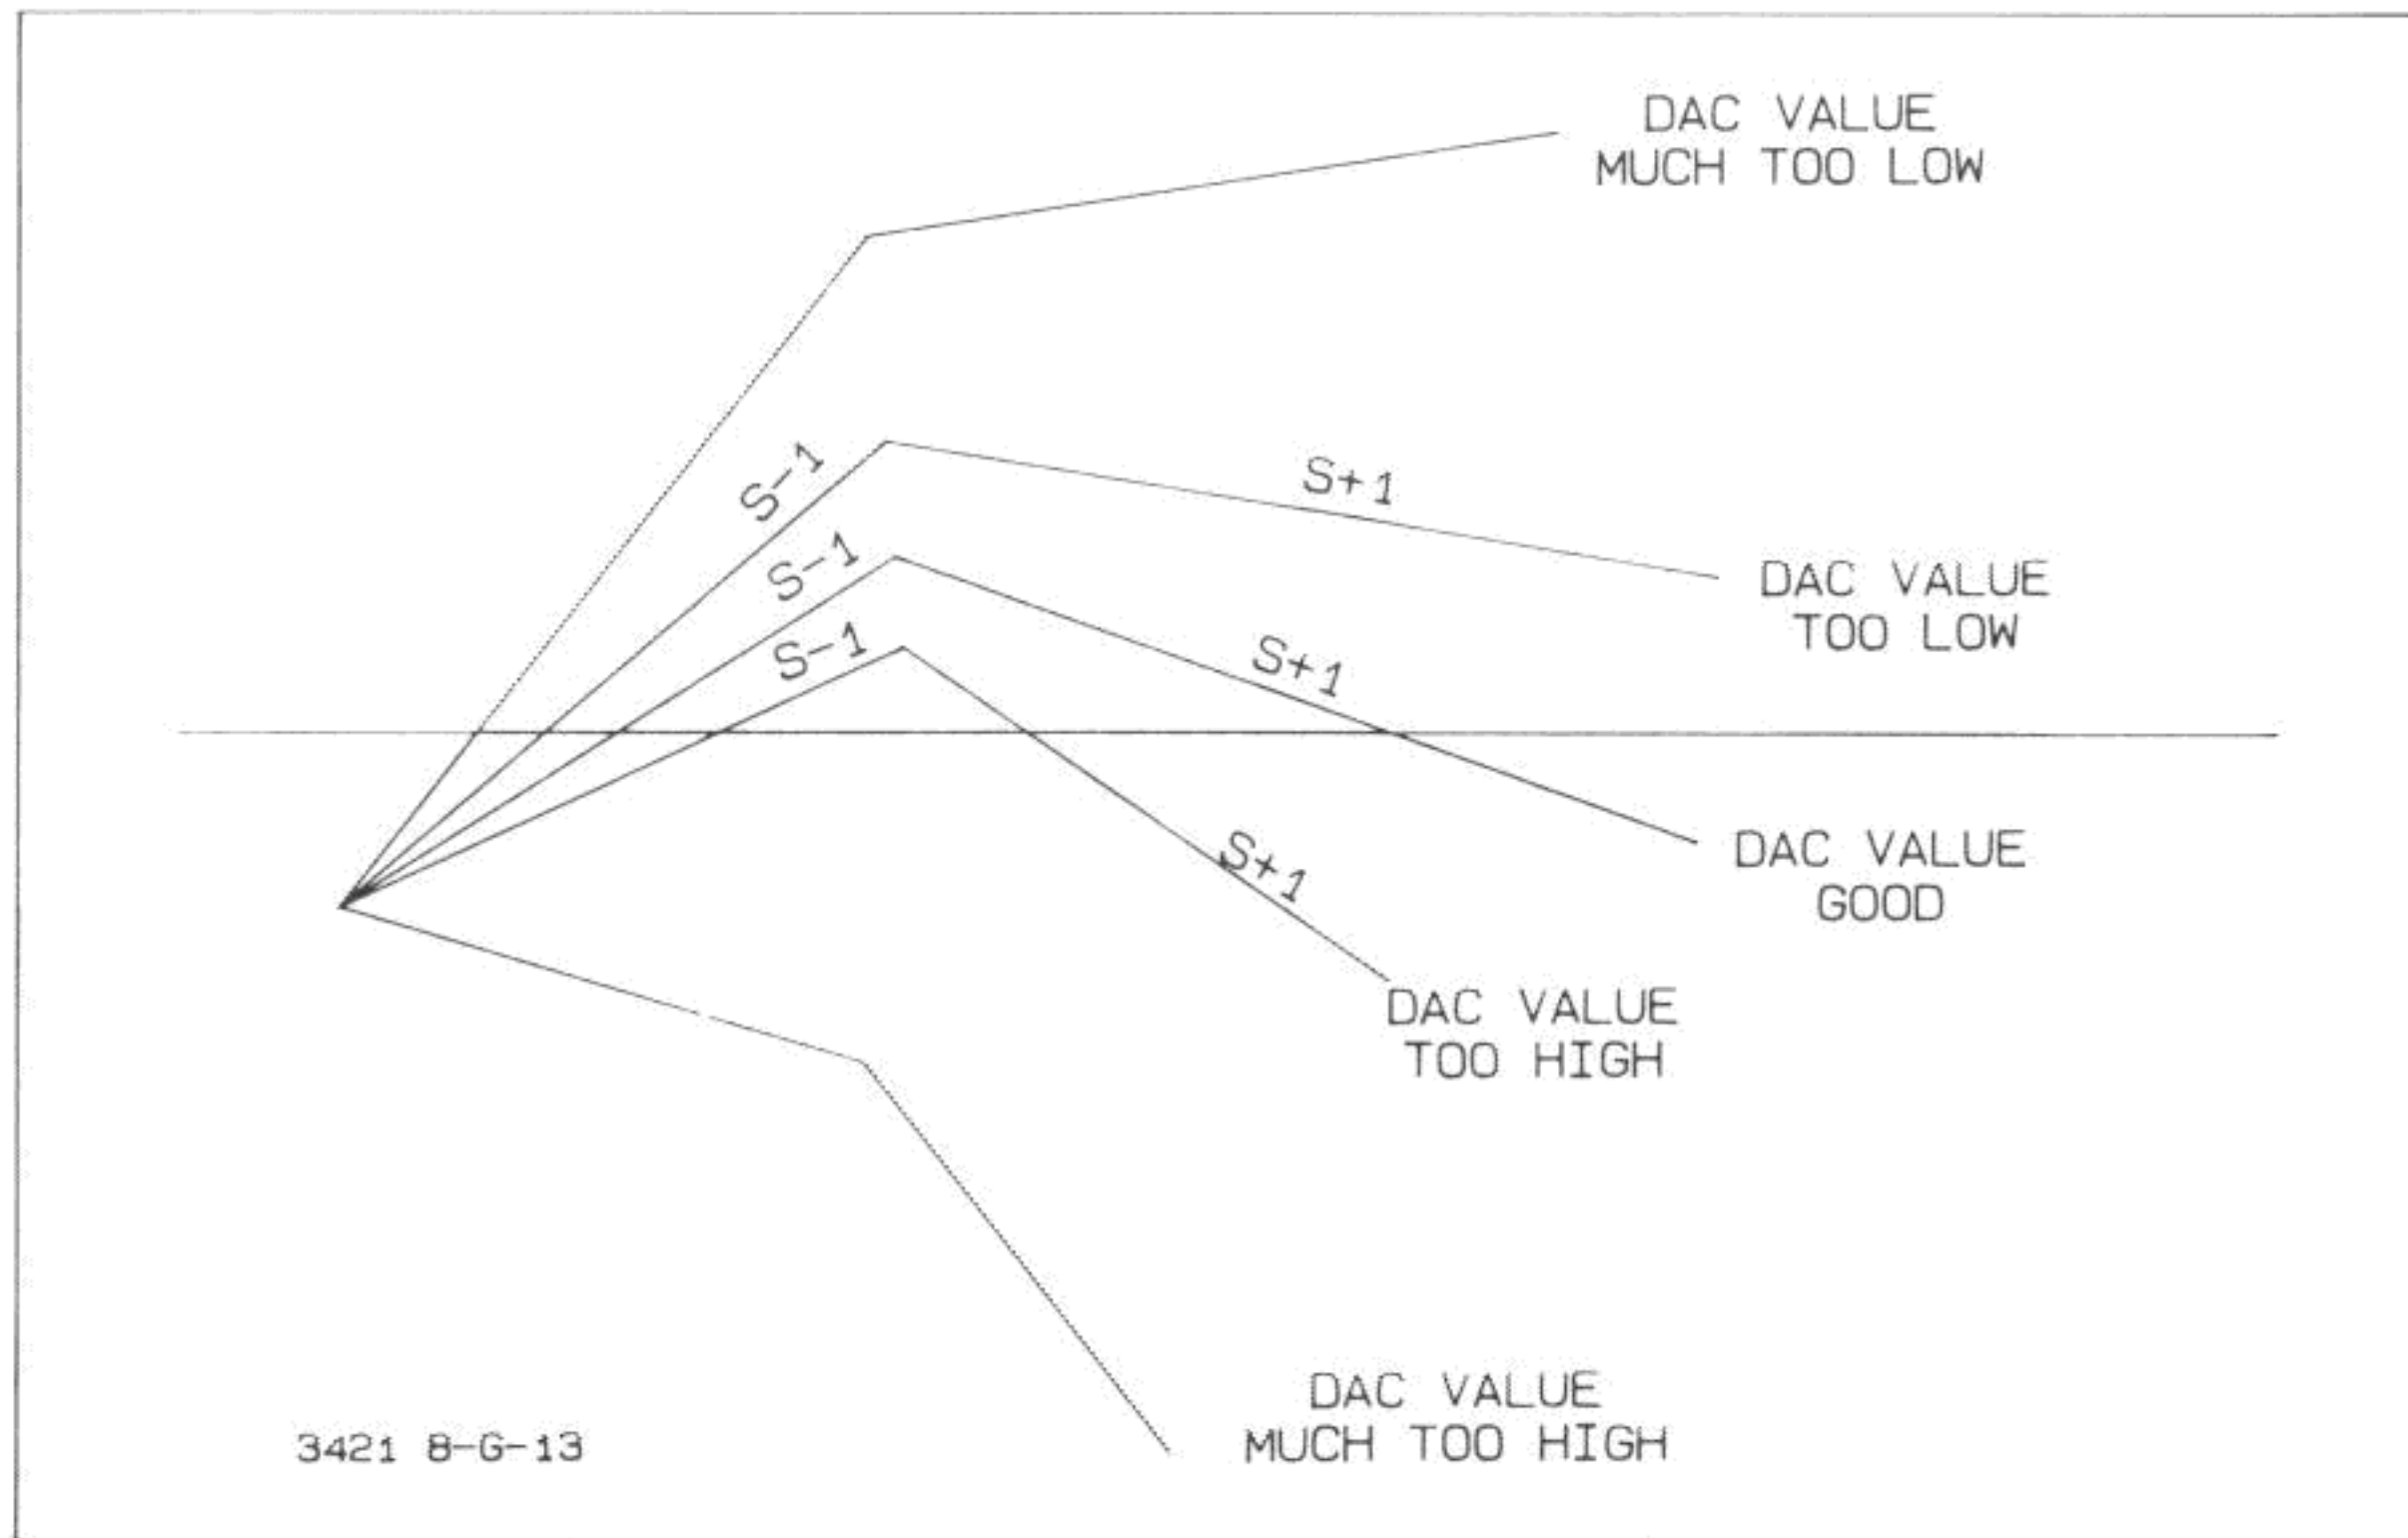 DAC VALUE
MUCH TOO LOW
S-1
S+1
S-1
DAC VALUE
TOO LOW
S-1
S+1
DAC VALUE
GOOD
S+1
DAC VALUE
TOO HIGH
DAC VALUE
MUCH TOO HIGH
3421 8-G-13